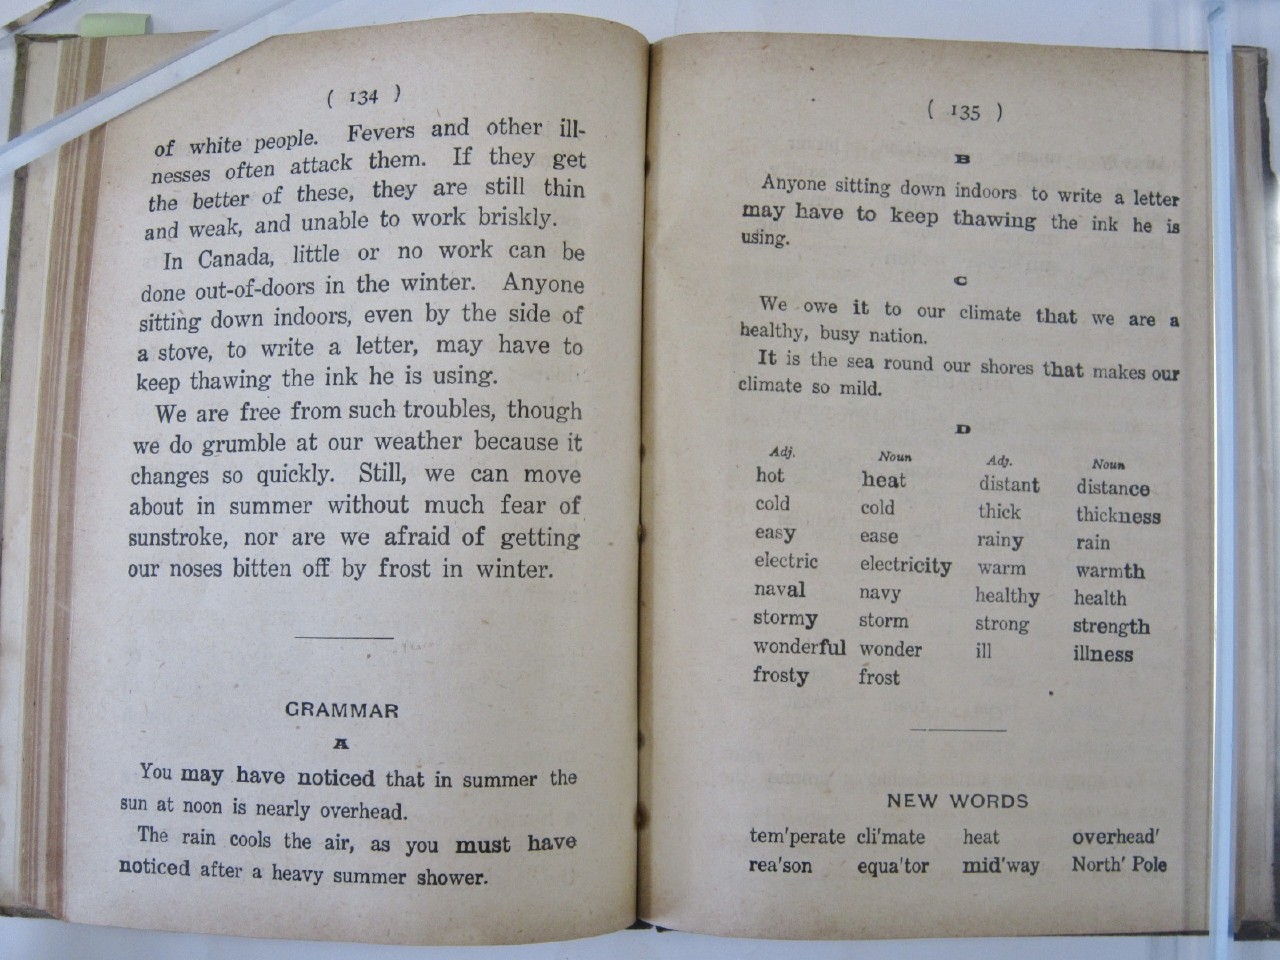 ( 134 )
of white people. Fevers and other ill-
nesses often attack them. If they get
the better of these, they are still thin
and weak, and unable to work briskly.
In Canada, little or no work can be
done out-of-doors in the winter. Anyone
sitting down indoors, even by the side of
a stove, to write a letter, may have to
keep thawing the ink he is using.
We are free from such troubles, though
we do grumble at our weather because it
changes so quickly. Still, we can move
about in summer without much fear of
sunstroke, nor are we afraid of getting
our noses bitten off by frost in winter.
GRAMMAR
A
You may have noticed that in summer the
sun at noon is nearly overhead.
The rain cools the air, as you must have
noticed after a heavy summer shower.
( 135 )
B
Anyone sitting down indoors to write a letter
may have to keep thawing the ink he is
using.
C
We owe it to our climate that we are a
healthy, busy nation.
It is the sea round our shores that makes our
climate so mild.
D
Adj. Noun Adj. Noun
hot heat distant distance
cold cold thick thickness
easy ease rainy rain
electric electricity warm warmth
naval navy healthy health
stormy storm strong strength
wonderful wonder ill illness
frosty frost
NEW WORDS
tem'perate cli'mate heat overhead'
rea'son equa'tor mid'way North' Pole